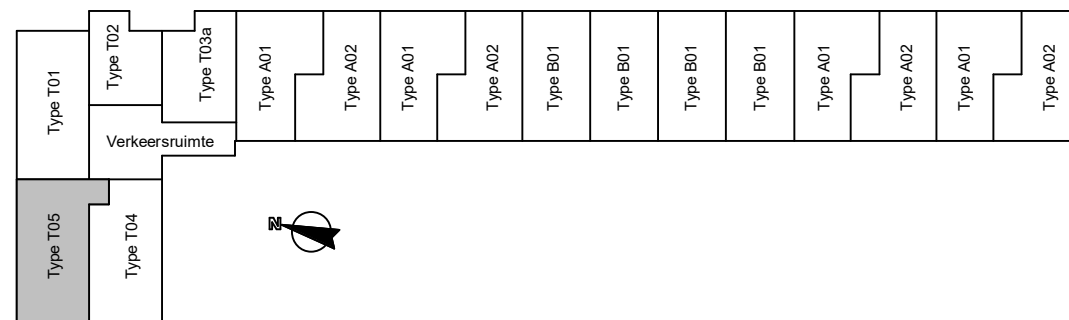 Type T01
Type T02
Type T03a
Type A01
Type A02
Type A01
Type A02
Type B01
Type B01
Type B01
Type B01
Type A01
Type A02
Type A01
Type A02
Verkeersruimte
Type T05
Type T04
N